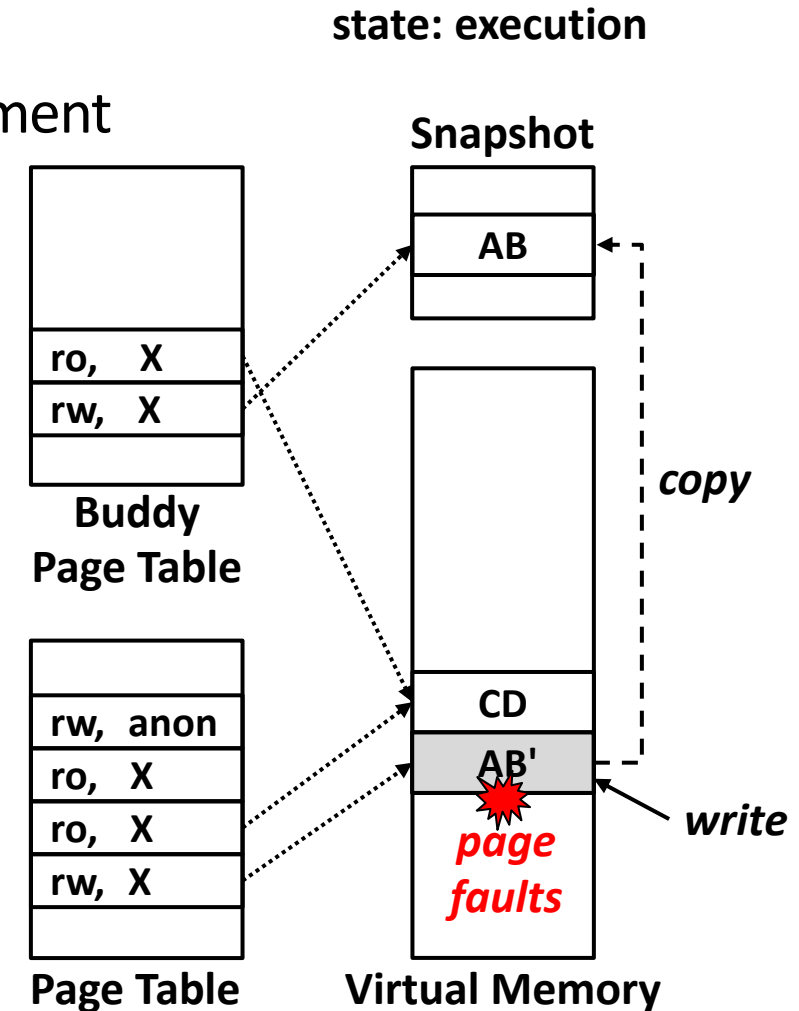 state: execution
ment
Snapshot
AB
ro, X
rw, X
copy
Buddy
Page Table
CD
rw, anon
AB'
ro, X
write
ro, X
page
rw, X
faults
Page Table
Virtual Memory